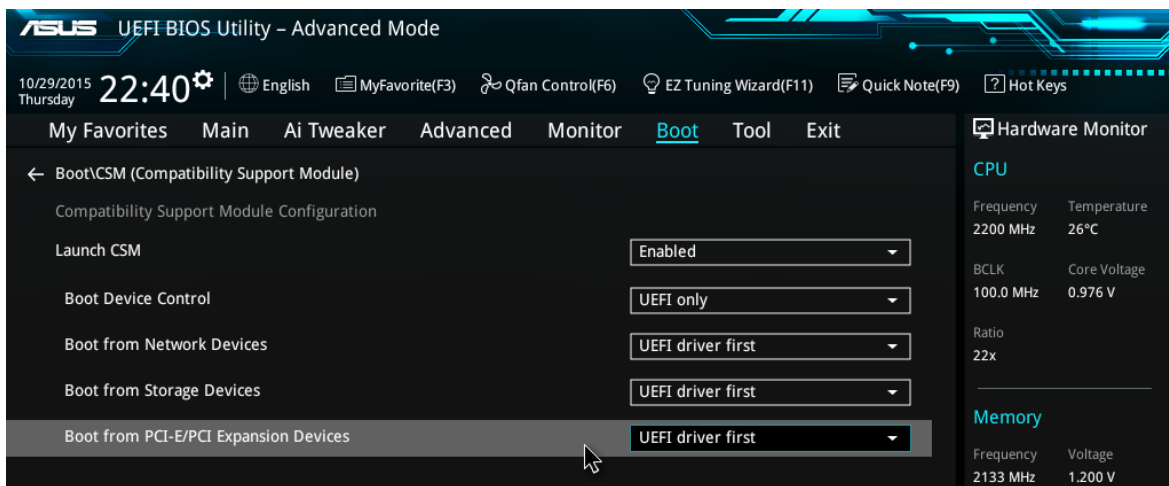 ASUS UEFI BIOS Utility – Advanced Mode
10/29/2015
Thursday
22:40
English
MyFavorite(F3)
Qfan Control(F6)
EZ Tuning Wizard(F11)
Quick Note(F9)
? Hot Keys
My Favorites
Main
Ai Tweaker
Advanced
Monitor
Boot
Tool
Exit
Boot\CSM (Compatibility Support Module)
Compatibility Support Module Configuration
Launch CSM Enabled
Boot Device Control UEFI only
Boot from Network Devices UEFI driver first
Boot from Storage Devices UEFI driver first
Boot from PCI-E/PCI Expansion Devices UEFI driver first
Hardware Monitor
CPU
Frequency Temperature
2200 MHz 26°C
BCLK Core Voltage
100.0 MHz 0.976 V
Ratio
22x
Memory
Frequency Voltage
2133 MHz 1.200 V